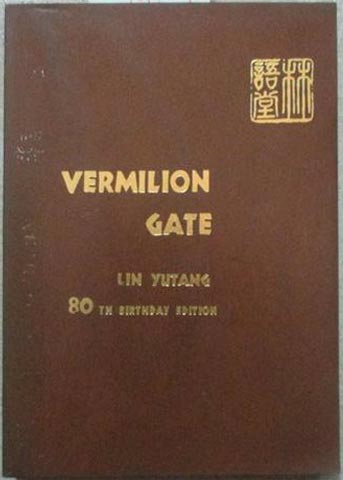 林語堂
VERMILION
GATE
LIN YUTANG
80 TH BIRTHDAY EDITION